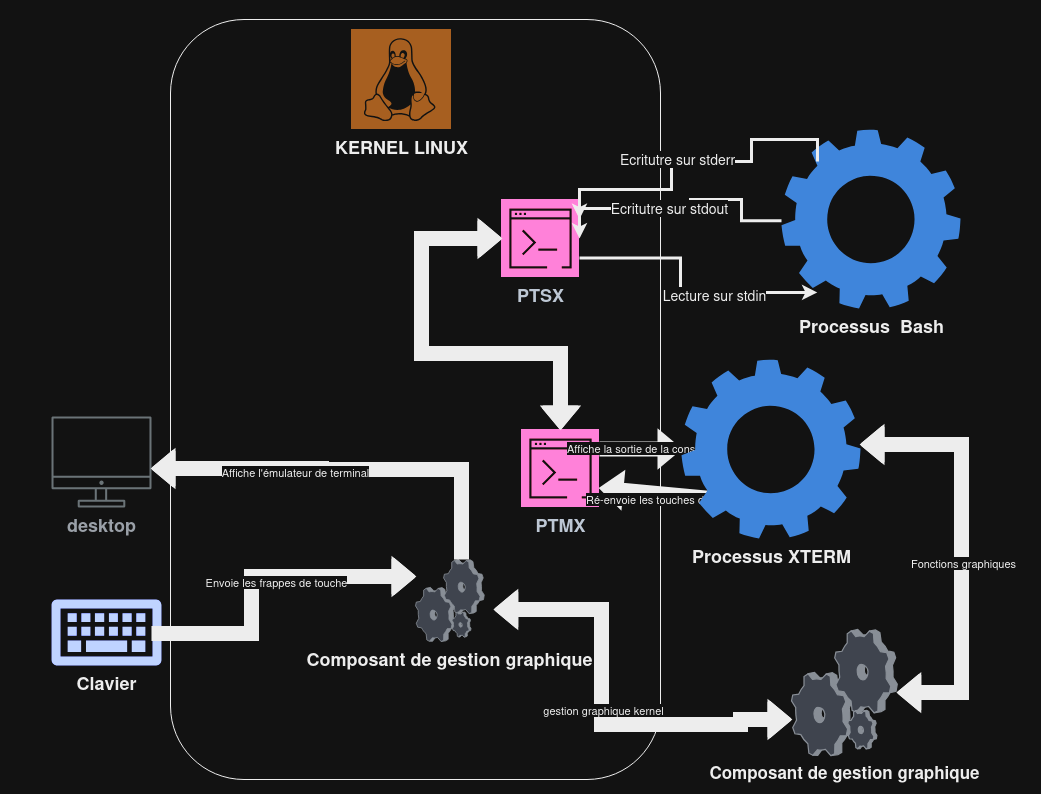 KERNEL LINUX
Ecritutre sur stderr
Ecritutre sur stdout
PTSX
Lecture sur stdin
Processus Bash
Affiche la sortie de la cons
Affiche l'émulateur de terminal
Ré-envoie les touches
PTMX
desktop
Processus XTERM
Fonctions graphiques
Envoie les frappes de touche
Composant de gestion graphique
Clavier
gestion graphique kernel
Composant de gestion graphique